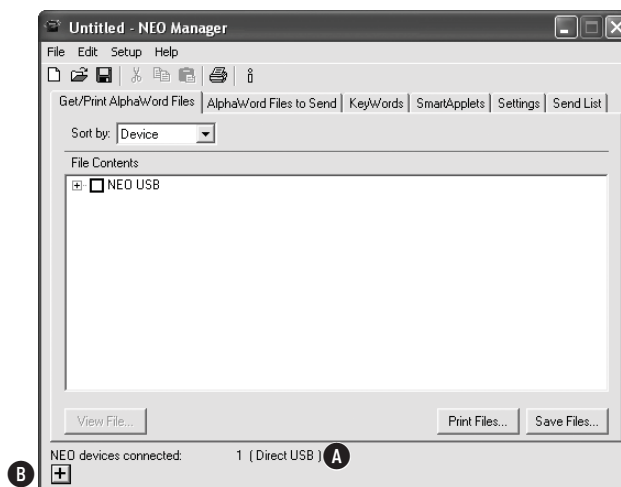 Untitled - NEO Manager
File Edit Setup Help
Get/Print AlphaWord Files AlphaWord Files to Send KeyWords SmartApplets Settings Send List
Sort by: Device
File Contents
NEO USB
View File... Print Files... Save Files...
NEO devices connected: 1 ( Direct USB ) A
B